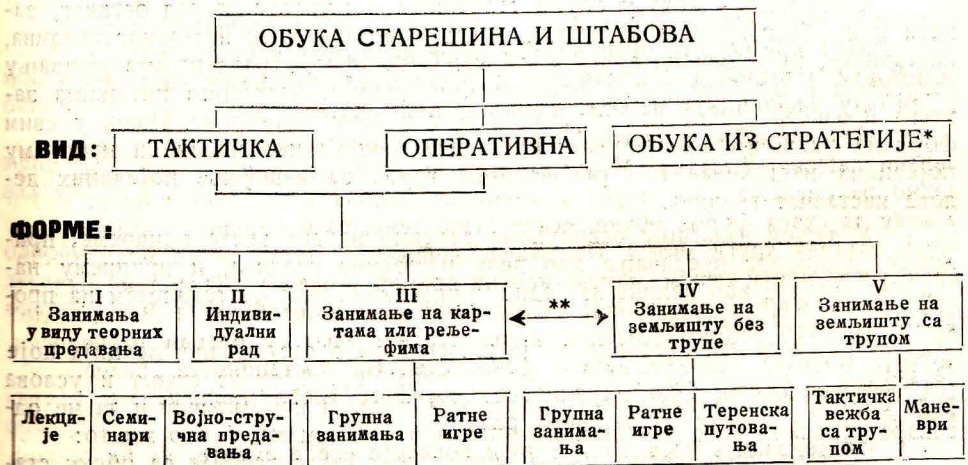 ОБУКА СТАРЕШИНА И ШТАБОВА
ВИД: ТАКТИЧКА ОПЕРАТИВНА ОБУКА ИЗ СТРАТЕГИЈЕ*
ФОРМЕ:
I
Занимања
у виду теорних
предавања
II
Индиви-
дуални
рад
III
Занимање на кар-
тама или реље-
фима
**
IV
Занимање на
земљишту без
трупе
V
Занимање на
земљишту са
трупом
Лекци-
је
Семи-
нари
Војно-стру-
чна преда-
вања
Групна
занимања
Ратне
игре
Групна
занима-
ња
Ратне
игре
Теренска
путова-
ња
Тактичка
вежба
са тру-
пом
Мане-
ври